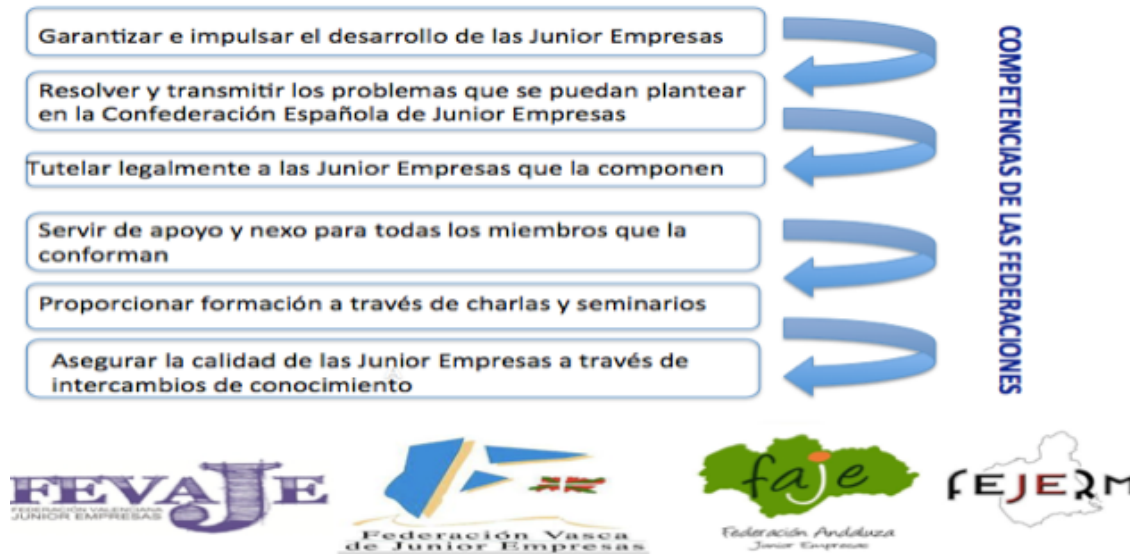 Garantizar e impulsar el desarrollo de las Junior Empresas
Resolver y transmitir los problemas que se puedan plantear
en la Confederación Española de Junior Empresas
Tutelar legalmente a las Junior Empresas que la componen
Servir de apoyo y nexo para todas los miembros que la
conforman
Proporcionar formación a través de charlas y seminarios
Asegurar la calidad de las Junior Empresas a través de
intercambios de conocimiento
COMPETENCIAS DE LAS FEDERACIONES
FEVAJE
FEDERACIÓN VALENCIANA
JUNIOR EMPRESAS
Federación Vasca
de Junior Empresas
faje
Federación Andaluza
Junior Empresas
FEJERM